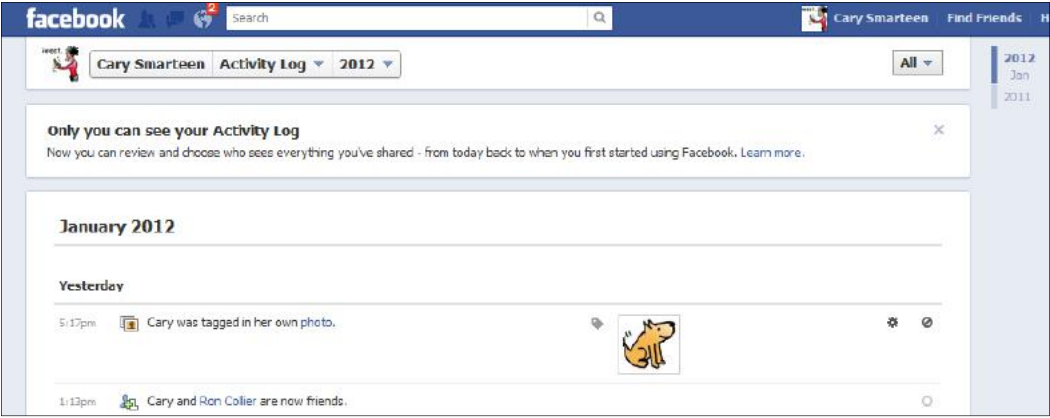 facebook
2
Search
Cary Smarteen
Find Friends
H
Cary Smarteen
Activity Log
2012
All
2012
Jan
2011
Only you can see your Activity Log
Now you can review and choose who sees everything you've shared - from today back to when you first started using Facebook. Learn more.
January 2012
Yesterday
5:17pm Cary was tagged in her own photo.
1:13pm Cary and Ron Collier are now friends.